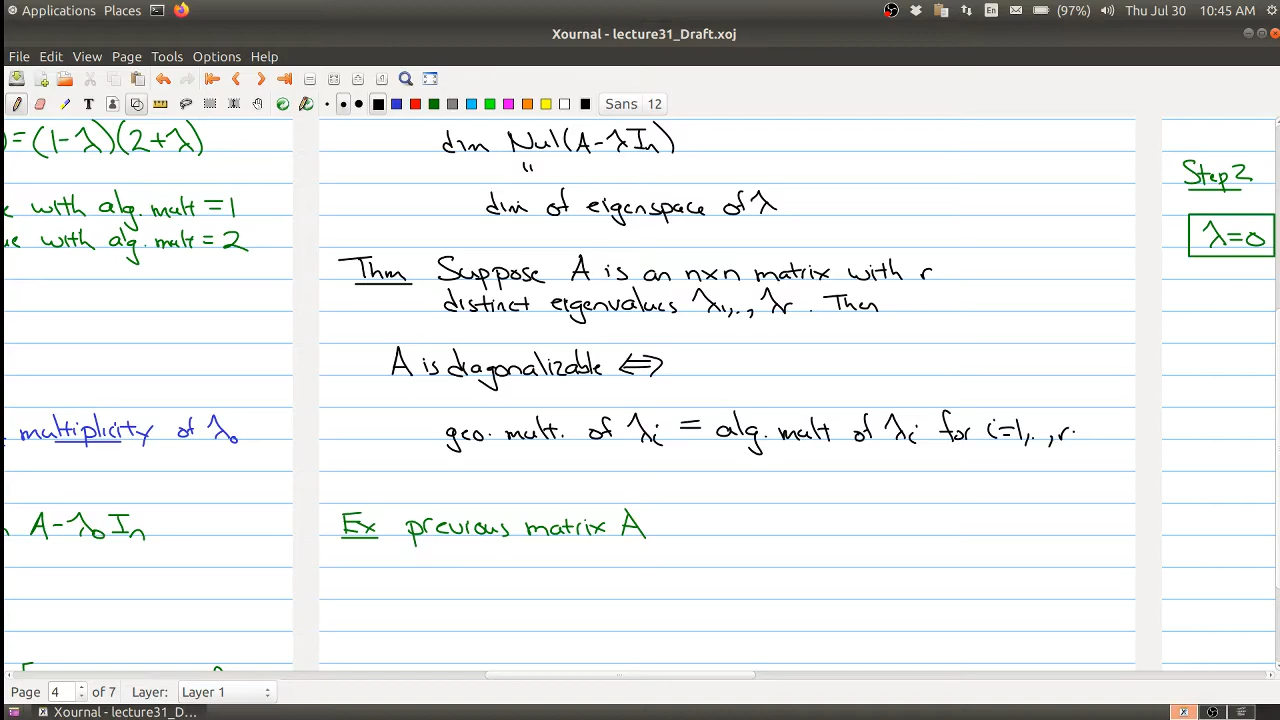 Applications Places En (97%) Thu Jul 30 10:45 AM
Xournal - lecture31_Draft.xoj
File Edit View Page Tools Options Help
Sans 12
)=(1-λ)(2+λ)
e with alg. mult = 1
ue with alg. mult = 2
multiplicity of λ₀
A-λ₀Iₙ
dim Nul(A-λIn)
"
dim of eigenspace of λ
Thm Suppose A is an n×n matrix with r
distinct eigenvalues λ₁,..,λr. Then
A is diagonalizable ⇔
geo. mult. of λi = alg. mult of λi for i=1,..,r.
Ex previous matrix A
Step 2
λ=0
Page 4 of 7 Layer: Layer 1
Xournal - lecture31_D...